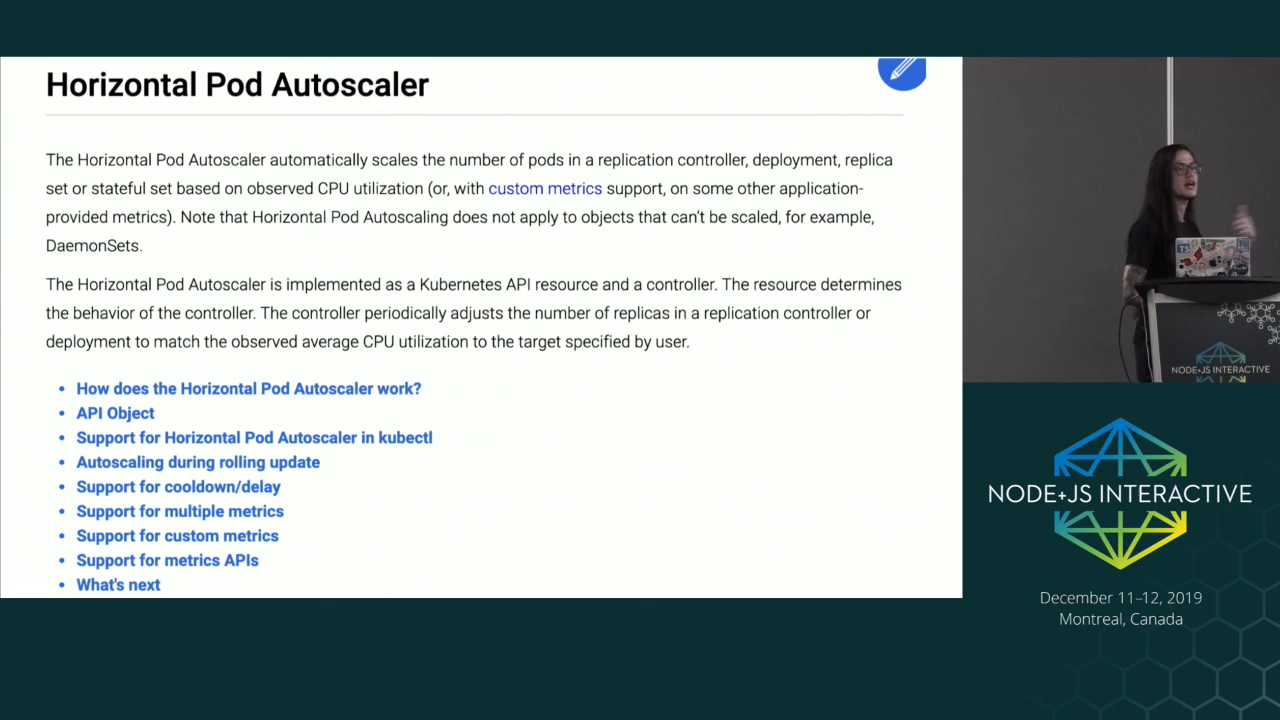 Horizontal Pod Autoscaler
The Horizontal Pod Autoscaler automatically scales the number of pods in a replication controller, deployment, replica
set or stateful set based on observed CPU utilization (or, with custom metrics support, on some other application-
provided metrics). Note that Horizontal Pod Autoscaling does not apply to objects that can’t be scaled, for example,
DaemonSets.
The Horizontal Pod Autoscaler is implemented as a Kubernetes API resource and a controller. The resource determines
the behavior of the controller. The controller periodically adjusts the number of replicas in a replication controller or
deployment to match the observed average CPU utilization to the target specified by user.
• How does the Horizontal Pod Autoscaler work?
• API Object
• Support for Horizontal Pod Autoscaler in kubectl
• Autoscaling during rolling update
• Support for cooldown/delay
• Support for multiple metrics
• Support for custom metrics
• Support for metrics APIs
• What's next
TS
NODE+JS INTERACTIVE
NODE+JS INTERACTIVE
December 11–12, 2019
Montreal, Canada